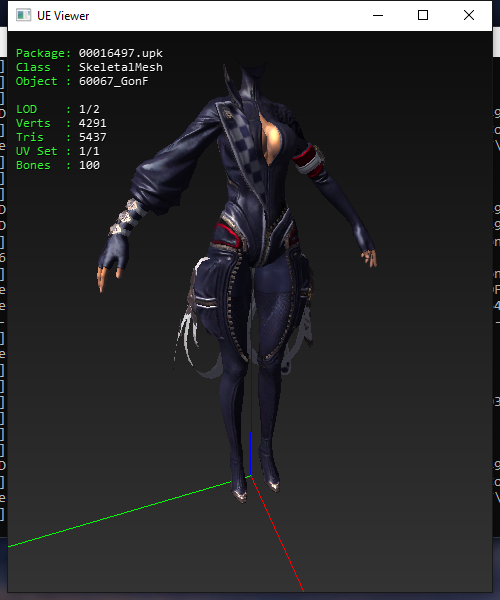 UE Viewer
Package: 00016497.upk
Class  : SkeletalMesh
Object : 60067_GonF
LOD    : 1/2
Verts  : 4291
Tris   : 5437
UV Set : 1/1
Bones  : 100